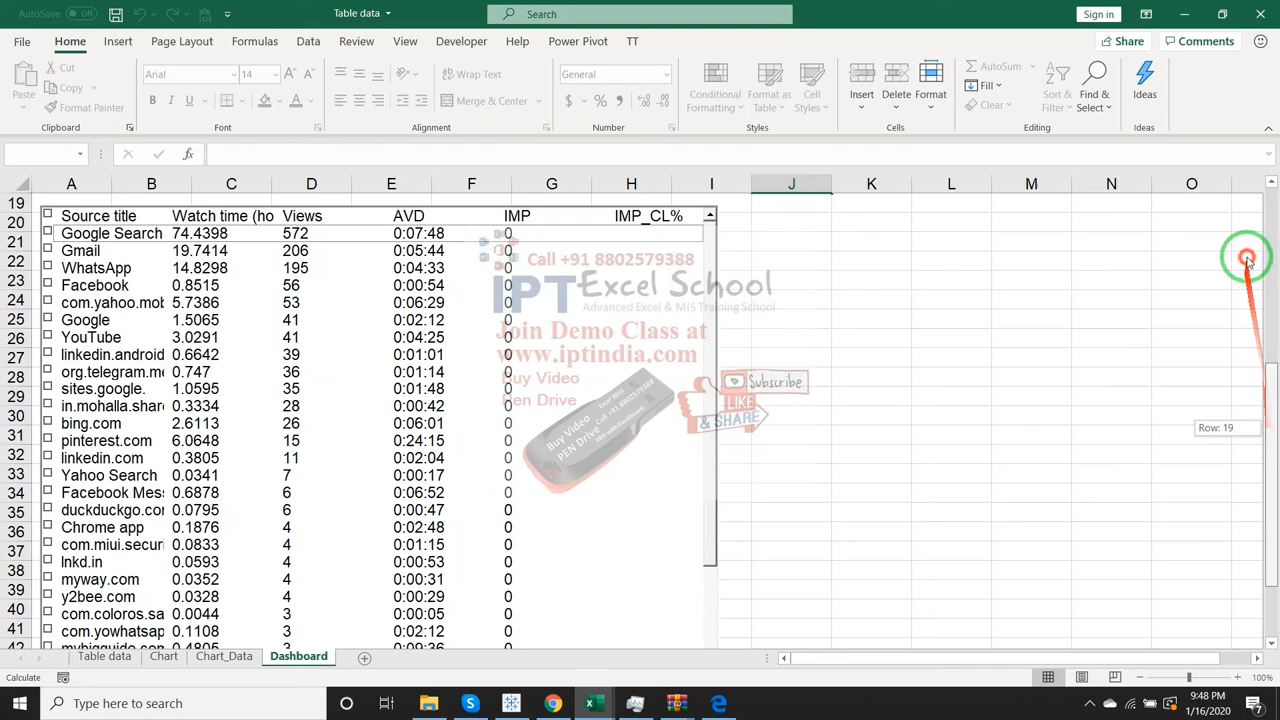 AutoSave Off
Table data
Search
Sign in
File Home Insert Page Layout Formulas Data Review View Developer Help Power Pivot TT
Share Comments
Paste
Cut
Copy
Format Painter
Arial 14
B I U
Wrap Text
Merge & Center
General
Conditional Formatting
Format as Table
Cell Styles
Insert Delete Format
AutoSum
Fill
Clear
Sort & Filter
Find & Select
Ideas
Clipboard Font Alignment Number Styles Cells Editing Ideas
A B C D E F G H I J K L M N O
19
20
21
22
23
24
25
26
27
28
29
30
31
32
33
34
35
36
37
38
39
40
41
42
Source title Watch time (ho Views AVD IMP IMP_CL%
Google Search 74.4398 572 0:07:48 0
Gmail 19.7414 206 0:05:44 0
WhatsApp 14.8298 195 0:04:33 0
Facebook 0.8515 56 0:00:54 0
com.yahoo.mob 5.7386 53 0:06:29 0
Google 1.5065 41 0:02:12 0
YouTube 3.0291 41 0:04:25 0
linkedin.android 0.6642 39 0:01:01 0
org.telegram.me 0.747 36 0:01:14 0
sites.google. 1.0595 35 0:01:48 0
in.mohalla.share 0.3334 28 0:00:42 0
bing.com 2.6113 26 0:06:01 0
pinterest.com 6.0648 15 0:24:15 0
linkedin.com 0.3805 11 0:02:04 0
Yahoo Search 0.0341 7 0:00:17 0
Facebook Mes 0.6878 6 0:06:52 0
duckduckgo.com 0.0795 6 0:00:47 0
Chrome app 0.1876 4 0:02:48 0
com.miui.securi 0.0833 4 0:01:15 0
lnkd.in 0.0352 4 0:00:53 0
myway.com 0.0352 4 0:00:31 0
y2bee.com 0.0328 4 0:00:29 0
com.coloros.sa 0.0044 3 0:00:05 0
com.yowhatsap 0.1108 3 0:02:12 0
mybigguide.com 0.4805 3 0:09:36 0
Call +91 8802579388
iPT Excel School
Advanced Excel & MIS Training School
Join Demo Class at
www.iptindia.com
Buy Video
Pen Drive
Buy Video
PEN Drive
Call +91 8802579388
Subscribe
LIKE
& SHARE
Row: 19
Table data Chart Chart_Data Dashboard
Calculate
100%
Type here to search
9:48 PM
1/16/2020
7